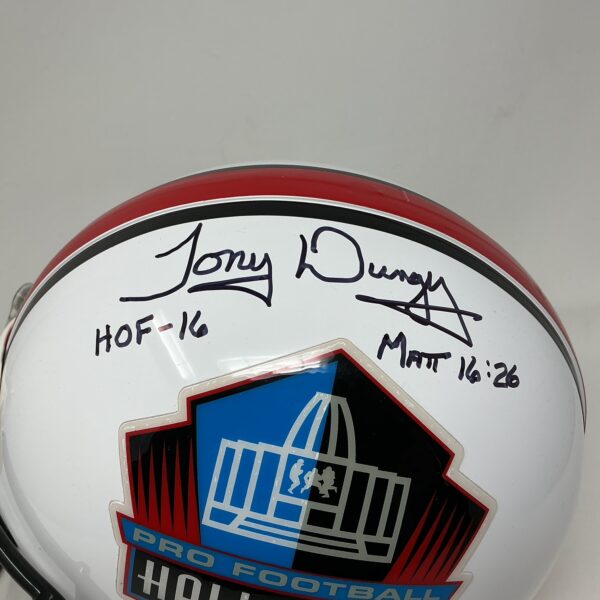 Tony Dungy
HOF-16
Matt 16:26
PRO FOOTBALL